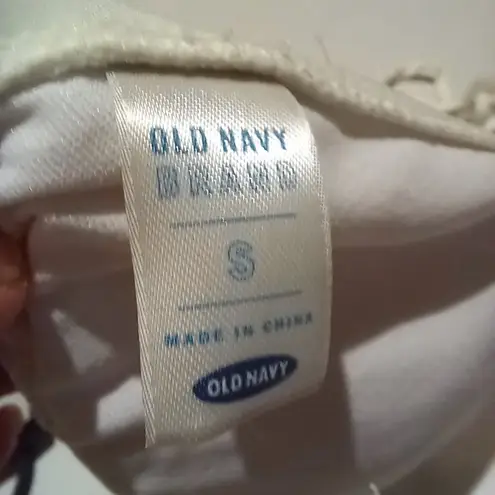 OLD NAVY
BRAND
S
MADE IN CHINA
OLD NAVY